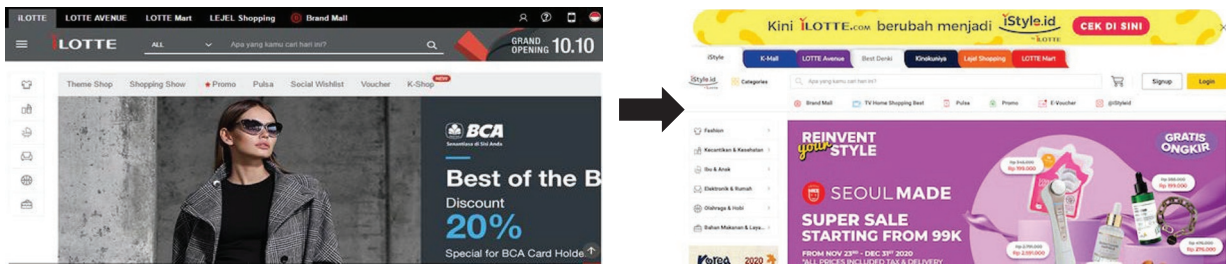 iLOTTE LOTTE AVENUE LOTTE Mart LEJEL Shopping Brand Mall
iLOTTE ALL Apa yang kamu cari hari ini?
GRAND
OPENING 10.10
Theme Shop Shopping Show Promo Pulsa Social Wishlist Voucher K-Shop NEW
BCA
Senantiasa di Sisi Anda
Best of the B
Discount
20%
Special for BCA Card Holde
Kini iLOTTE.COM berubah menjadi iStyle.id CEK DI SINI
by iLOTTE
iStyle K-Mall LOTTE Avenue Best Denki Kinokuniya Lejel Shopping LOTTE Mart
iStyle.id Categories Apa yang kamu cari hari ini? Signup Login
Brand Mall TV Home Shopping Best Pulsa Promo E-Voucher @iStyleid
Fashion
Kecantikan & Kesehatan
Ibu & Anak
Elektronik & Rumah
Olahraga & Hobi
Bahan Makanan & Laya...
Korea 2020
REINVENT
your STYLE
SEOUL MADE
SUPER SALE
STARTING FROM 99K
FROM NOV 23RD - DEC 31ST 2020
*ALL PRICES INCLUDED TAX & DELIVERY
GRATIS
ONGKIR